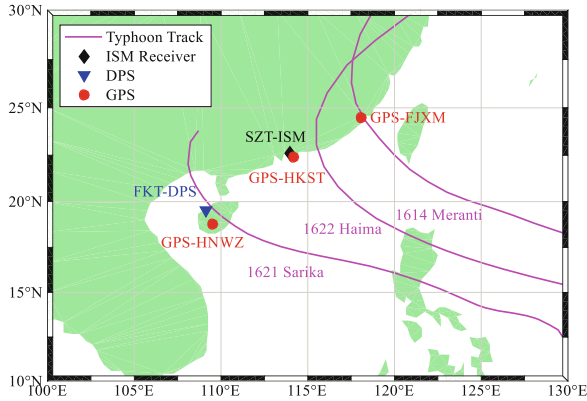 30°N
Typhoon Track
ISM Receiver
DPS
GPS
25°N
GPS-FJXM
SZT-ISM
GPS-HKST
FKT-DPS
20°N
1614 Meranti
1622 Haima
GPS-HNWZ
1621 Sarika
15°N
10°N
100°E 105°E 110°E 115°E 120°E 125°E 130°E